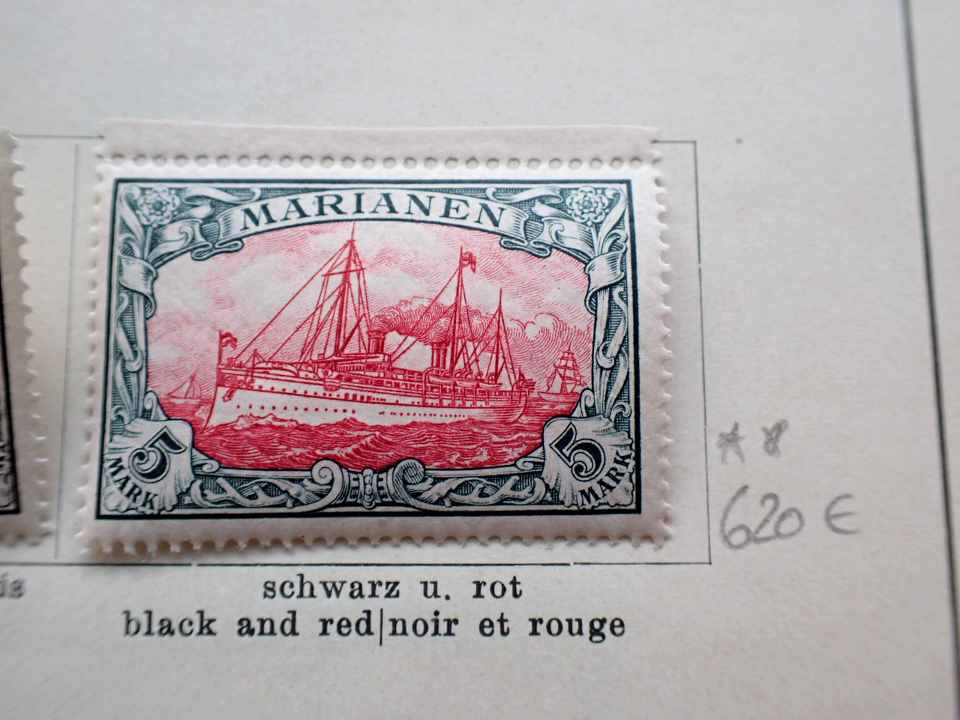 MARIANEN
5 MARK
5 MARK
* *
620 €
schwarz u. rot
black and red|noir et rouge